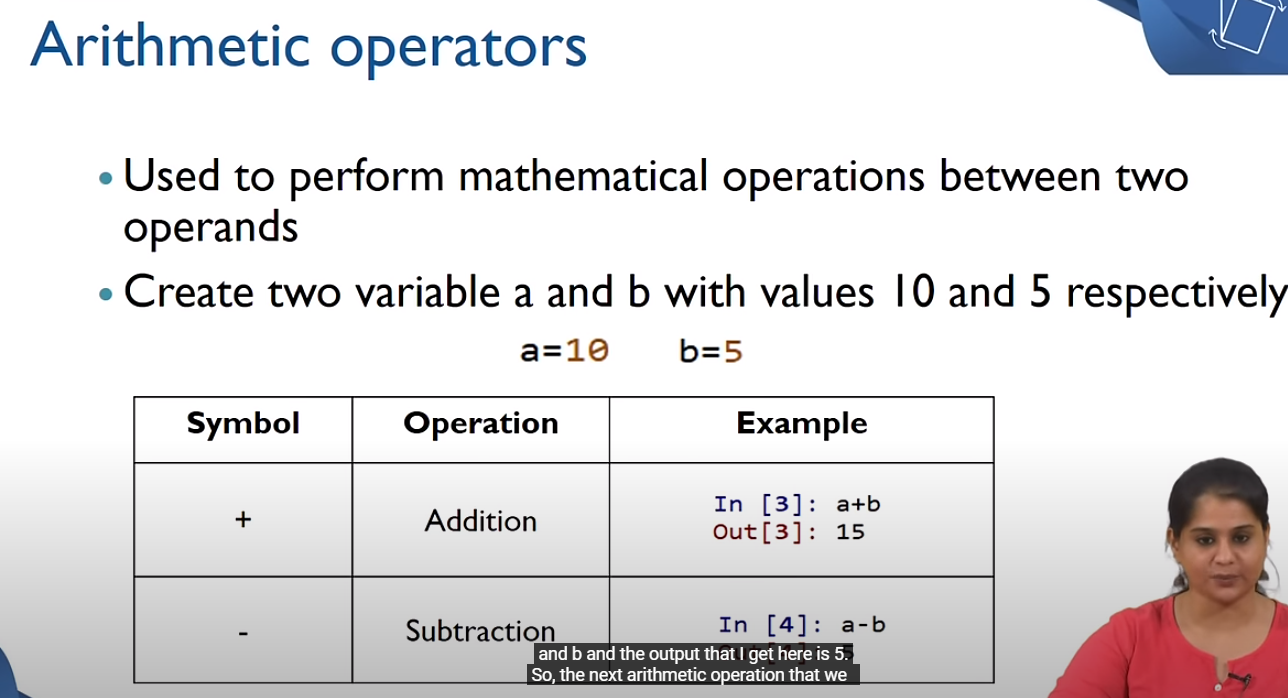 Arithmetic operators
• Used to perform mathematical operations between two
operands
• Create two variable a and b with values 10 and 5 respectively
a=10 b=5
Symbol Operation Example
+ Addition In [3]: a+b
Out[3]: 15
- Subtraction In [4]: a-b
and b and the output that I get here is 5.
So, the next arithmetic operation that we